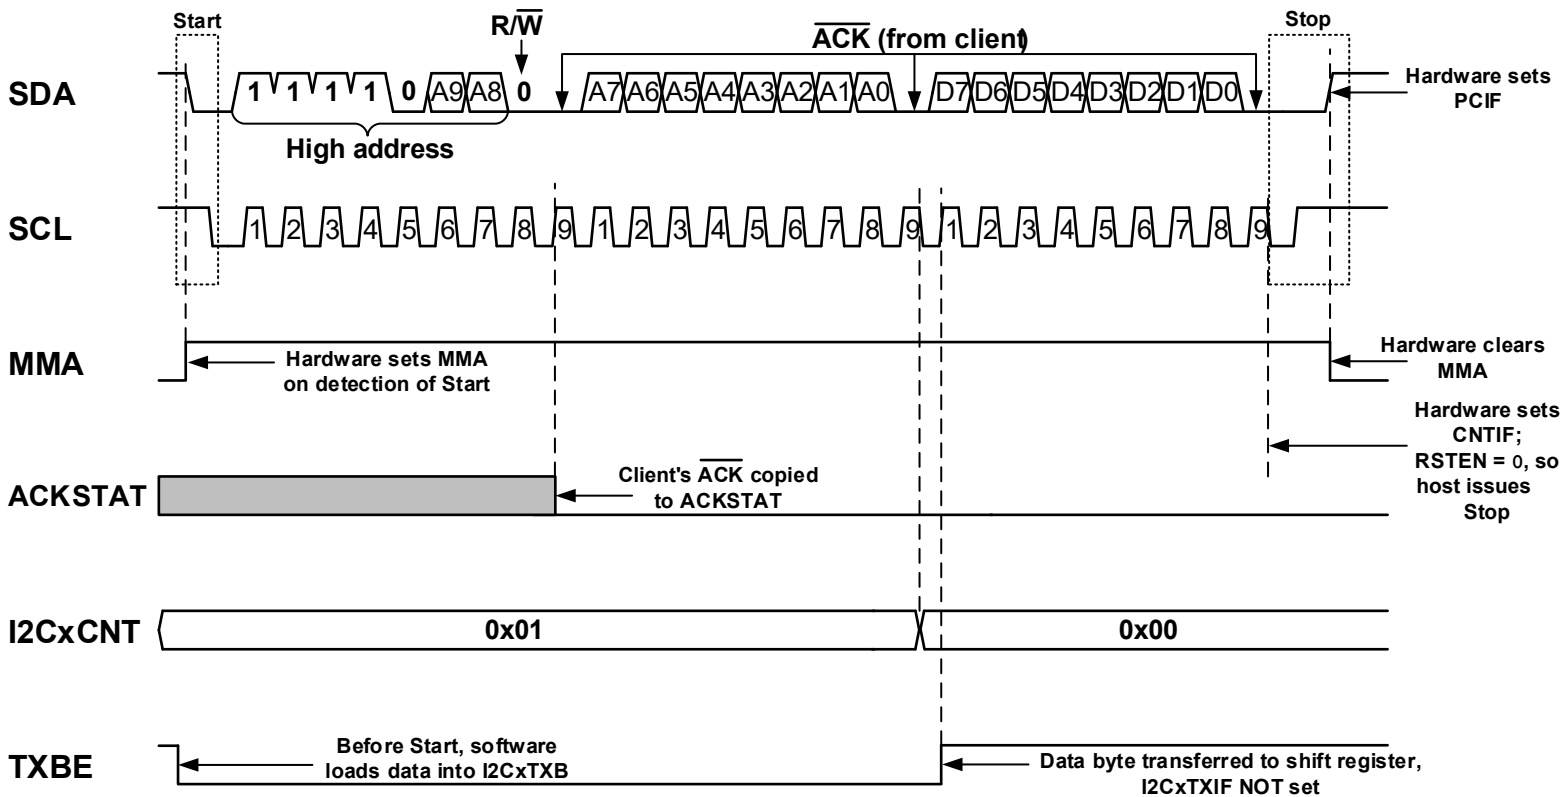 Start
R/W
ACK (from client)
Stop
SDA
1 1 1 1 0 A9 A8 0 A7 A6 A5 A4 A3 A2 A1 A0 D7 D6 D5 D4 D3 D2 D1 D0
Hardware sets
PCIF
High address
SCL
1 2 3 4 5 6 7 8 9 1 2 3 4 5 6 7 8 9 1 2 3 4 5 6 7 8 9
MMA
Hardware sets MMA
on detection of Start
Hardware clears
MMA
Hardware sets
CNTIF;
RSTEN = 0, so
host issues
Stop
ACKSTAT
Client's ACK copied
to ACKSTAT
I2CxCNT
0x01
0x00
TXBE
Before Start, software
loads data into I2CxTXB
Data byte transferred to shift register,
I2CxTXIF NOT set